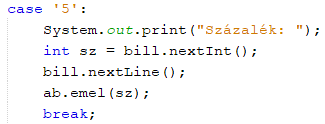 case '5':
System.out.print("Százalék: ");
int sz = bill.nextInt();
bill.nextLine();
ab.emel(sz);
break;